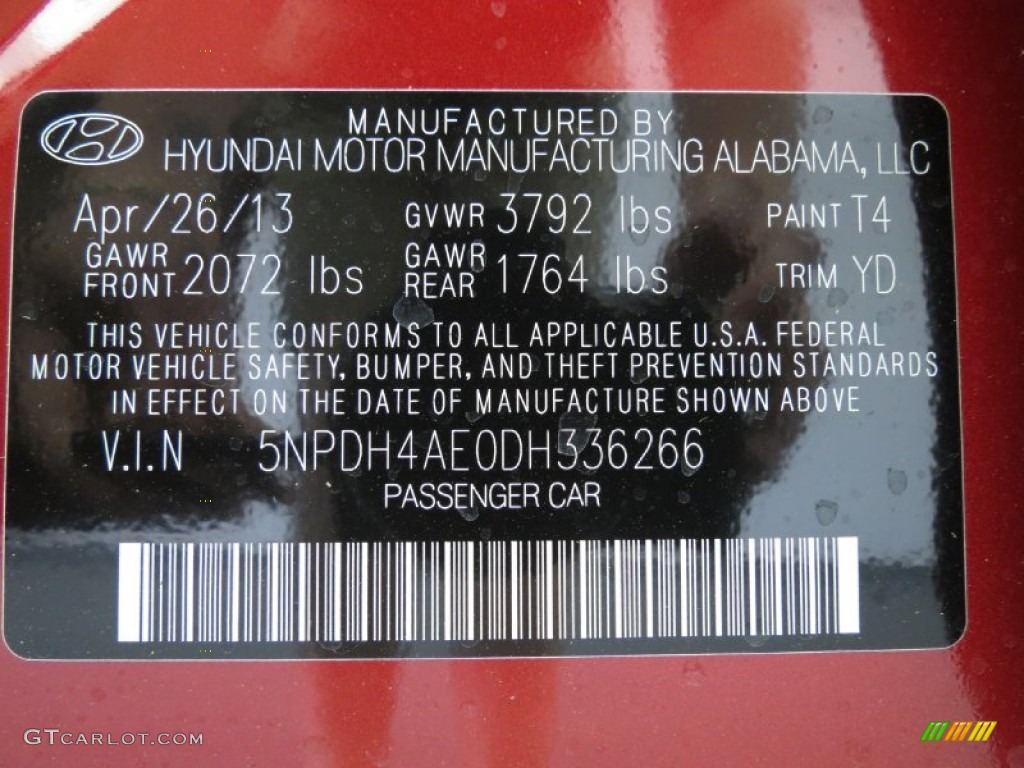 MANUFACTURED BY
HYUNDAI MOTOR MANUFACTURING ALABAMA, LLC
Apr/26/13 GVWR 3792 lbs PAINT T4
GAWR FRONT 2072 lbs GAWR REAR 1764 lbs TRIM YD
THIS VEHICLE CONFORMS TO ALL APPLICABLE U.S.A. FEDERAL
MOTOR VEHICLE SAFETY, BUMPER, AND THEFT PREVENTION STANDARDS
IN EFFECT ON THE DATE OF MANUFACTURE SHOWN ABOVE
V.I.N 5NPDH4AE0DH336266
PASSENGER CAR
GTCARLOT.COM